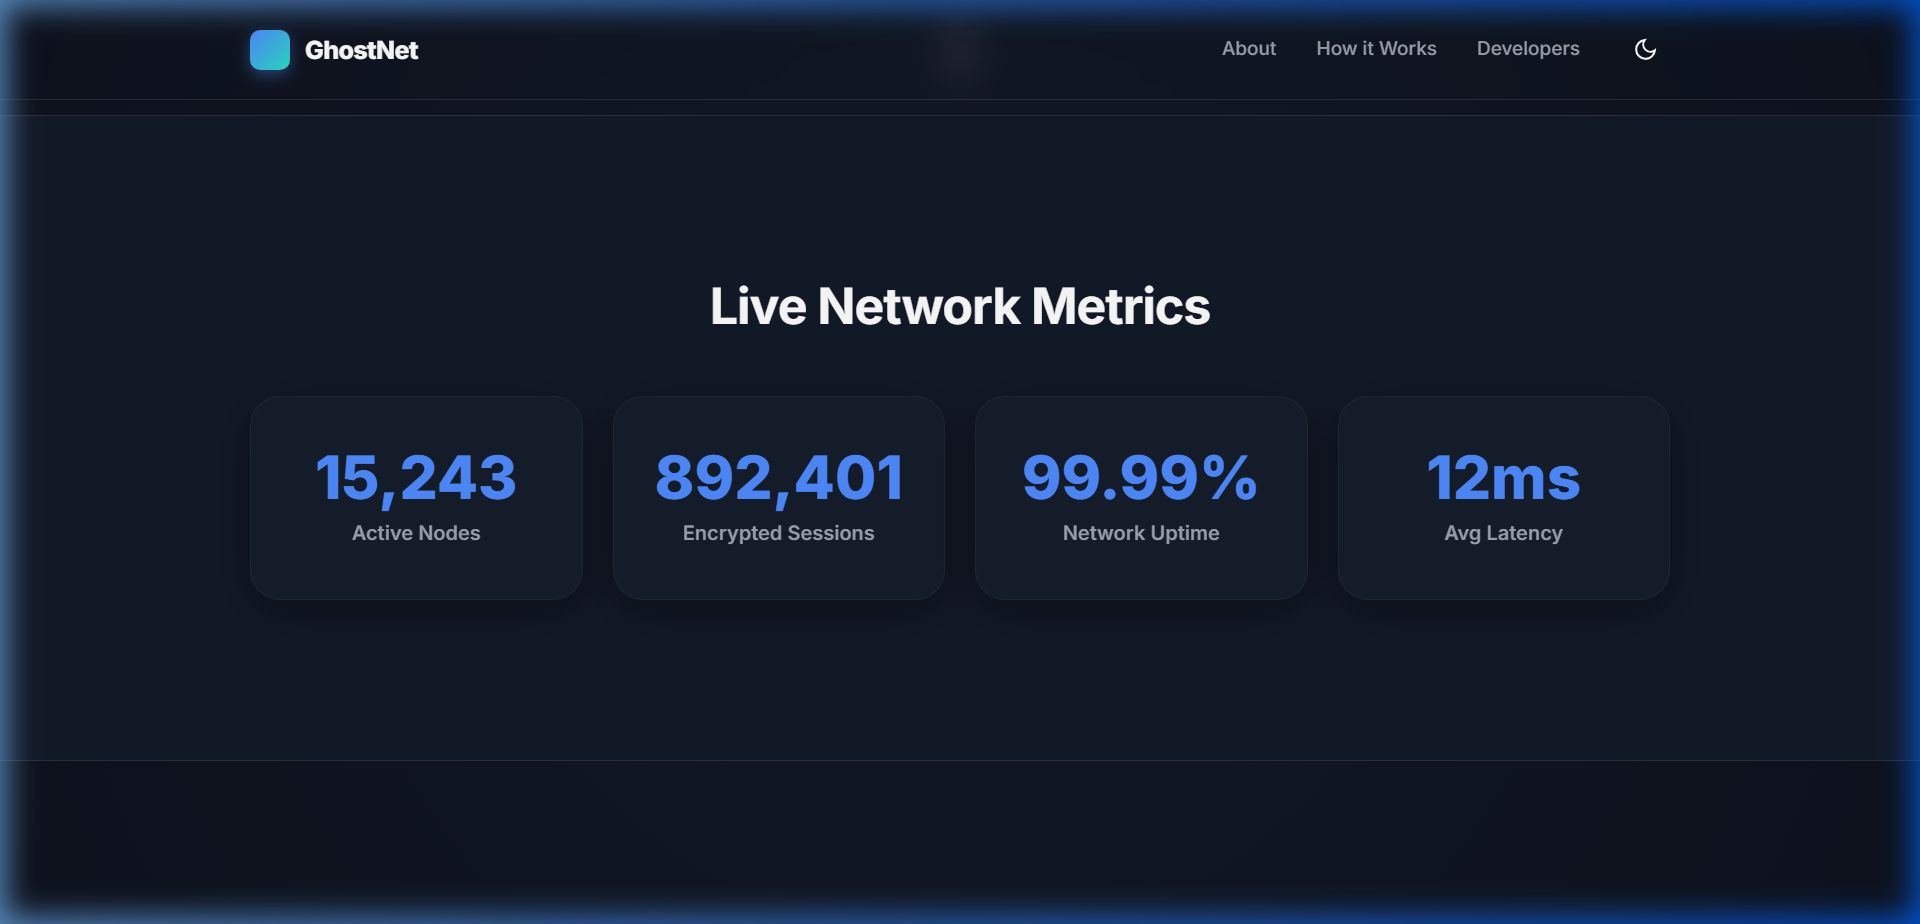 GhostNet
About
How it Works
Developers
Live Network Metrics
15,243
Active Nodes
892,401
Encrypted Sessions
99.99%
Network Uptime
12ms
Avg Latency